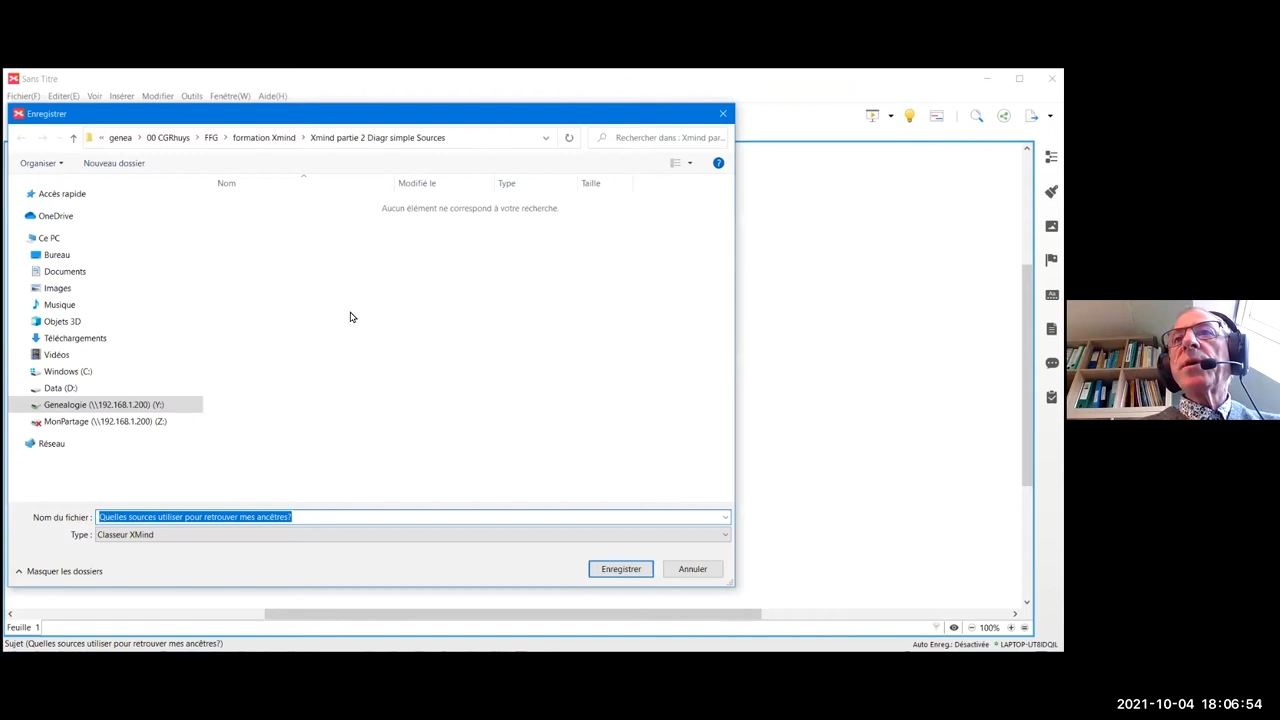 Sans Titre
Fichier(F) Editer(E) Voir Insérer Modifier Outils Fenêtre(W) Aide(H)
Enregistrer
« genea › 00 CGRhuys › FFG › formation Xmind › Xmind partie 2 Diagr simple Sources
Rechercher dans : Xmind par...
Organiser Nouveau dossier
Nom Modifié le Type Taille
Aucun élément ne correspond à votre recherche.
Accès rapide
OneDrive
Ce PC
Bureau
Documents
Images
Musique
Objets 3D
Téléchargements
Vidéos
Windows (C:)
Data (D:)
Genealogie (\\192.168.1.200) (Y:)
MonPartage (\\192.168.1.200) (Z:)
Réseau
Nom du fichier : Quelles sources utiliser pour retrouver mes ancêtres?
Type : Classeur XMind
Masquer les dossiers
Enregistrer Annuler
Feuille 1
100%
Sujet (Quelles sources utiliser pour retrouver mes ancêtres?)
Auto Enreg.: Désactivée LAPTOP-UT8IDQIL
2021-10-04 18:06:54